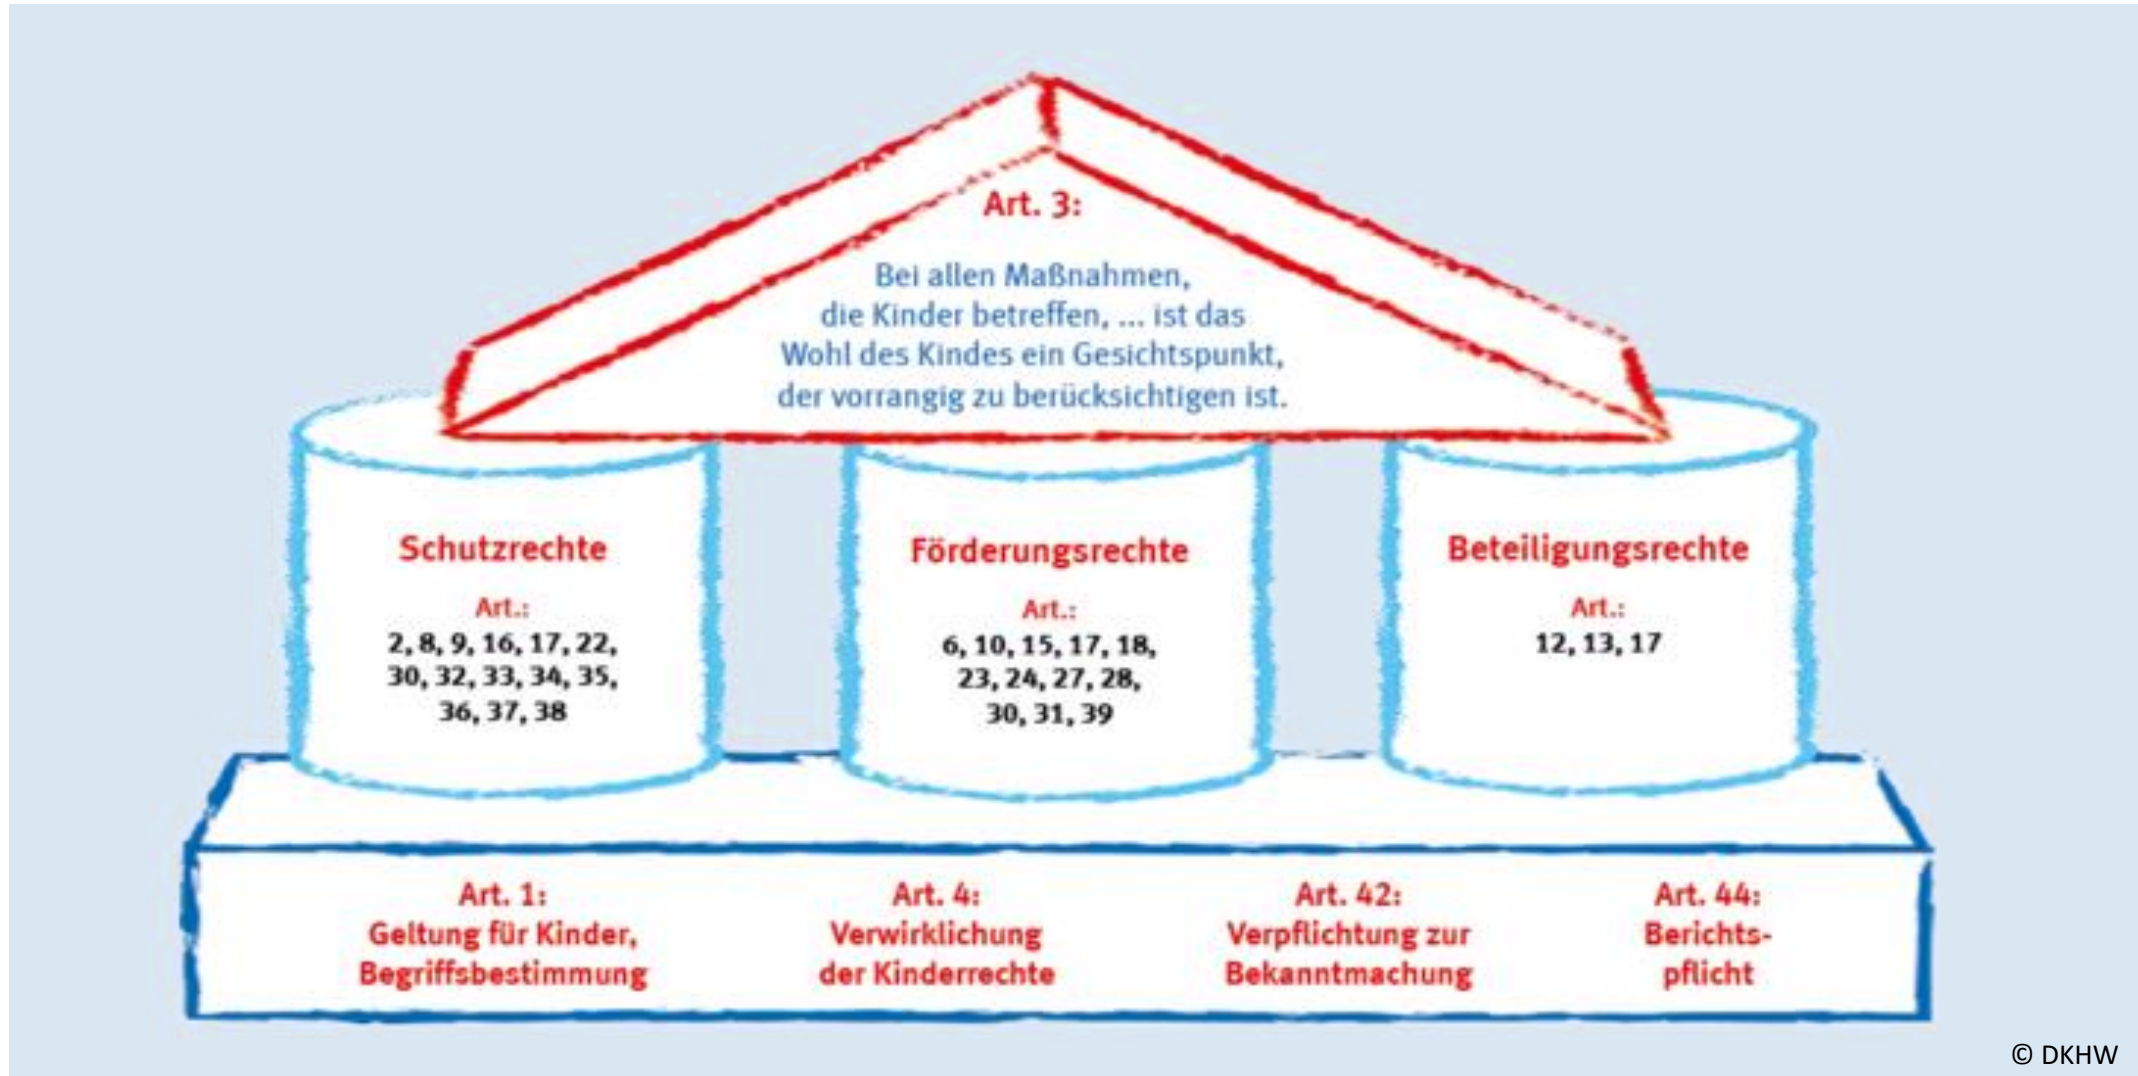 Art. 3:
Bei allen Maßnahmen,
die Kinder betreffen, ... ist das
Wohl des Kindes ein Gesichtspunkt,
der vorrangig zu berücksichtigen ist.
Schutzrechte
Art.:
2, 8, 9, 16, 17, 22,
30, 32, 33, 34, 35,
36, 37, 38
Förderungsrechte
Art.:
6, 10, 15, 17, 18,
23, 24, 27, 28,
30, 31, 39
Beteiligungsrechte
Art.:
12, 13, 17
Art. 1:
Geltung für Kinder,
Begriffsbestimmung
Art. 4:
Verwirklichung
der Kinderrechte
Art. 42:
Verpflichtung zur
Bekanntmachung
Art. 44:
Berichts-
pflicht
© DKHW